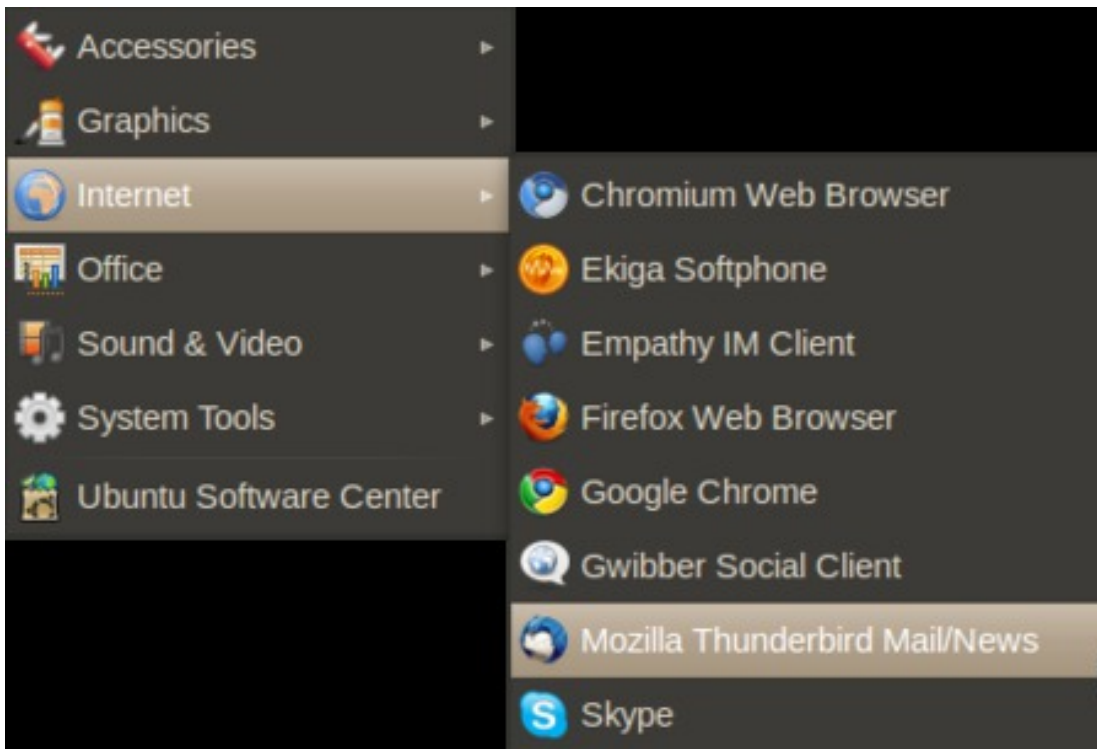 Accessories
Graphics
Internet
Office
Sound & Video
System Tools
Ubuntu Software Center
Chromium Web Browser
Ekiga Softphone
Empathy IM Client
Firefox Web Browser
Google Chrome
Gwibber Social Client
Mozilla Thunderbird Mail/News
Skype